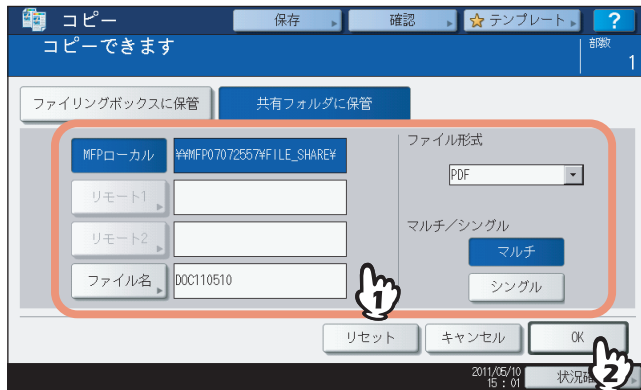 コピー
保存
確認
テンプレート
?
コピーできます
部数
1
ファイリングボックスに保管
共有フォルダに保管
MFPローカル
¥¥MFP07072557¥FILE_SHARE¥
リモート1
リモート2
ファイル名
DOC110510
ファイル形式
PDF
マルチ/シングル
マルチ
シングル
1
リセット
キャンセル
OK
2
2011/05/10
15:01
状況確